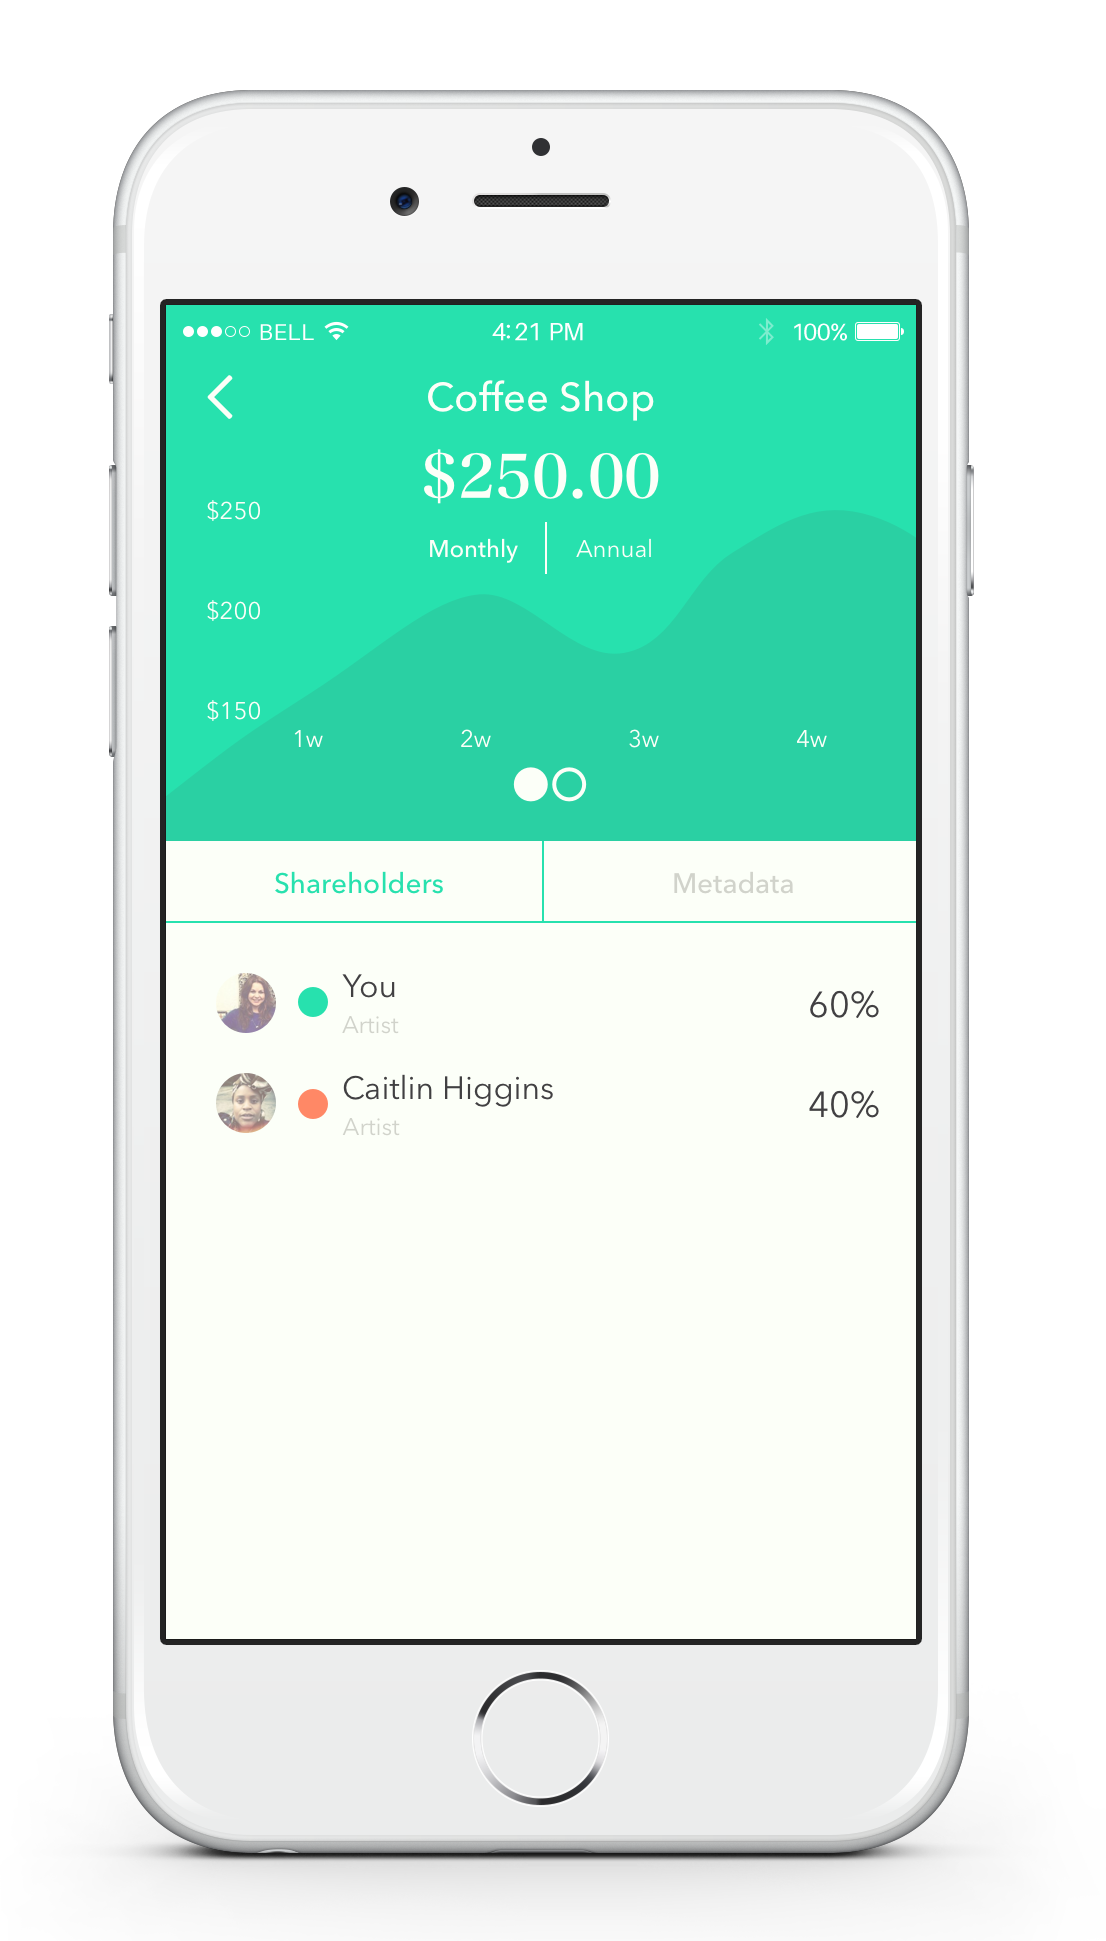 BELL 4:21 PM 100%
Coffee Shop
$250.00
$250
Monthly Annual
$200
$150
1w 2w 3w 4w
Shareholders Metadata
You
Artist
60%
Caitlin Higgins
Artist
40%